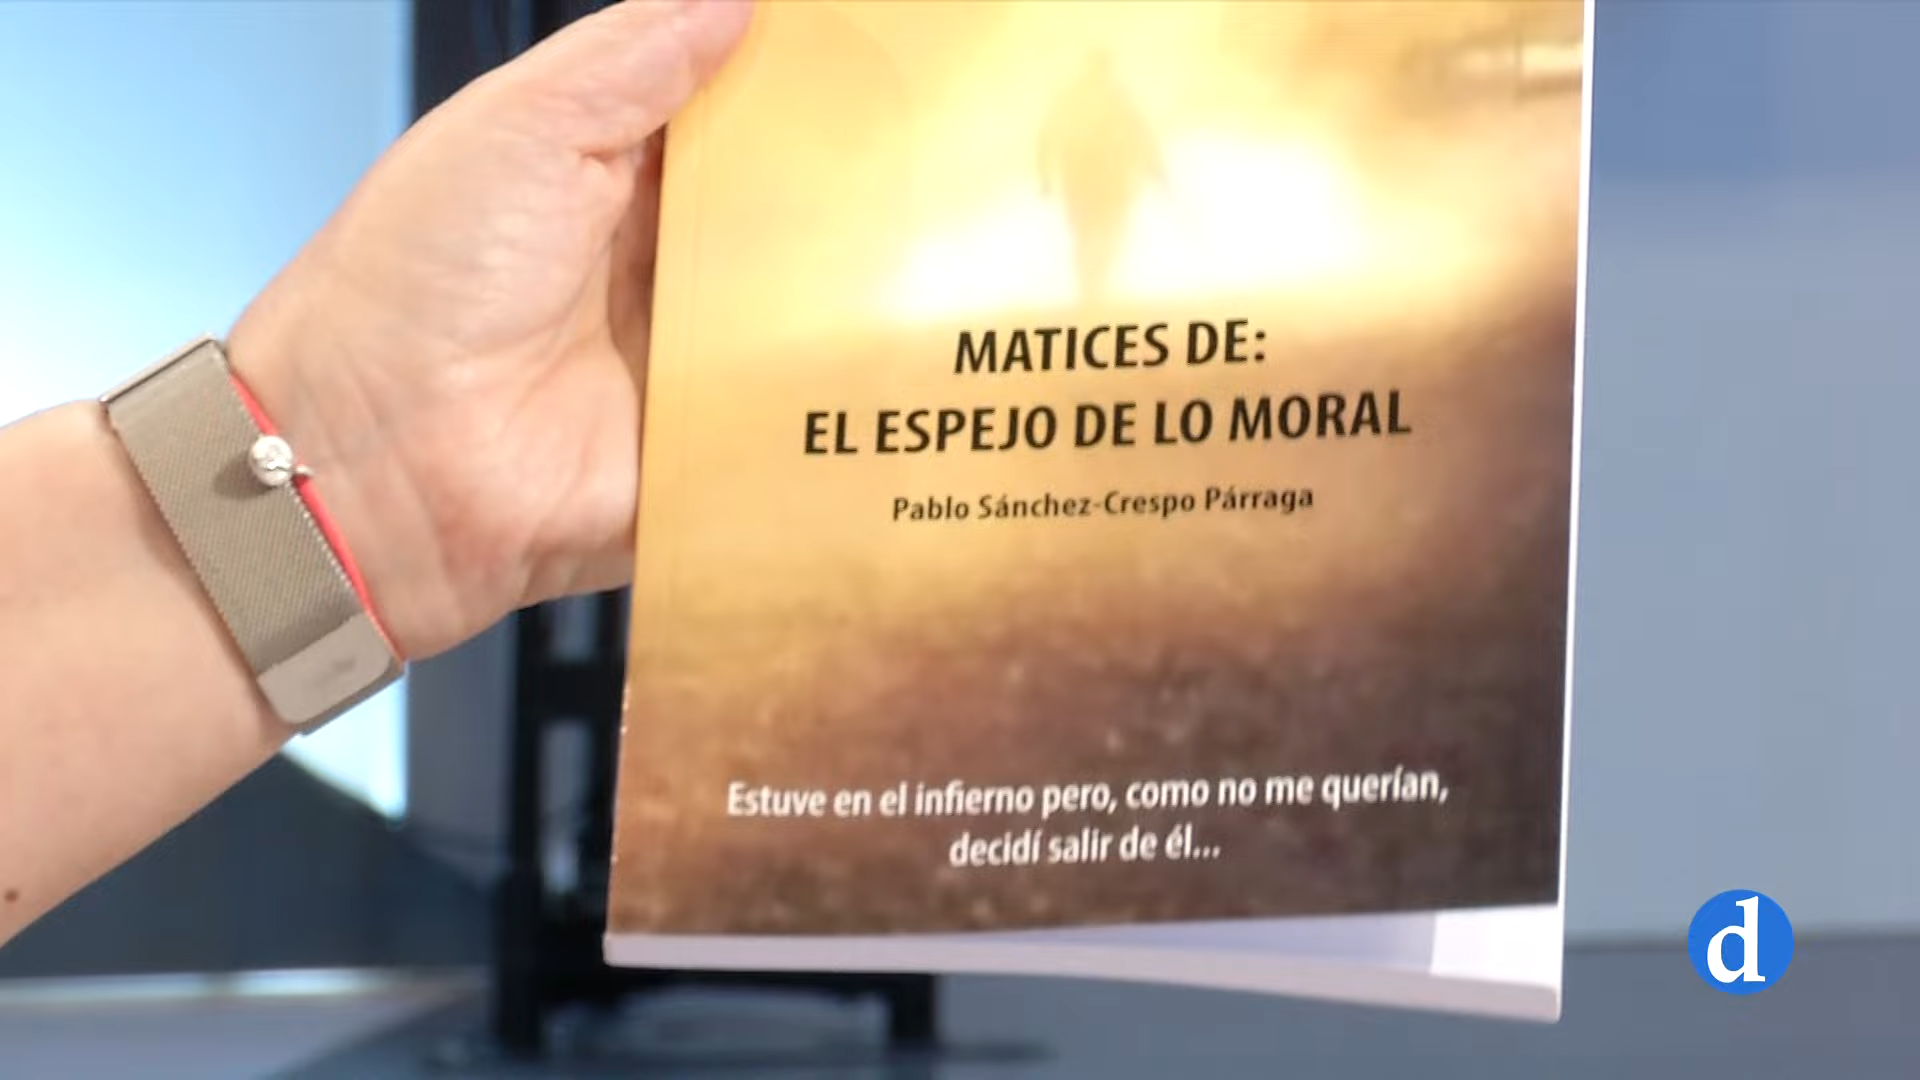 MATICES DE:
EL ESPEJO DE LO MORAL
Pablo Sánchez-Crespo Párraga
Estuve en el infierno pero, como no me querían,
decidí salir de él...
d